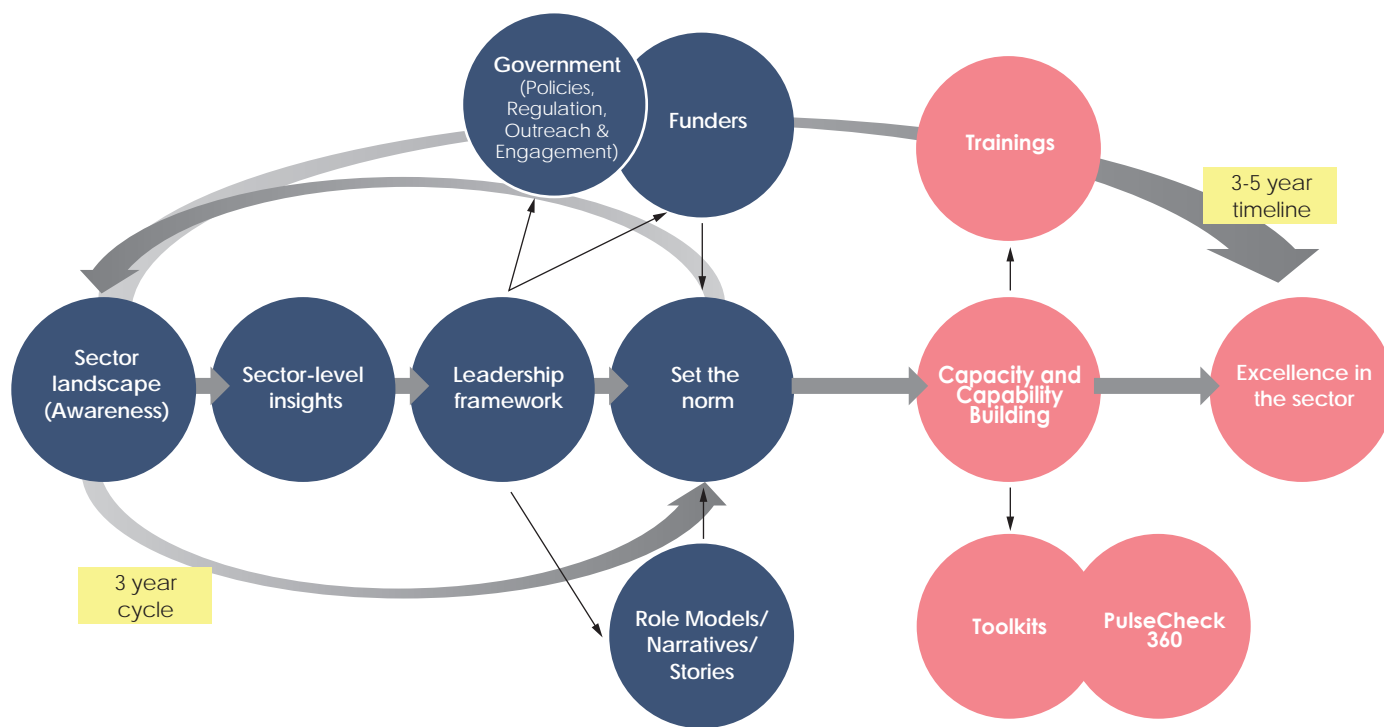 Government
(Policies,
Regulation,
Outreach &
Engagement)
Funders
Trainings
3-5 year
timeline
Sector
landscape
(Awareness)
Sector-level
insights
Leadership
framework
Set the
norm
Capacity and
Capability
Building
Excellence in
the sector
3 year
cycle
Role Models/
Narratives/
Stories
Toolkits
PulseCheck
360